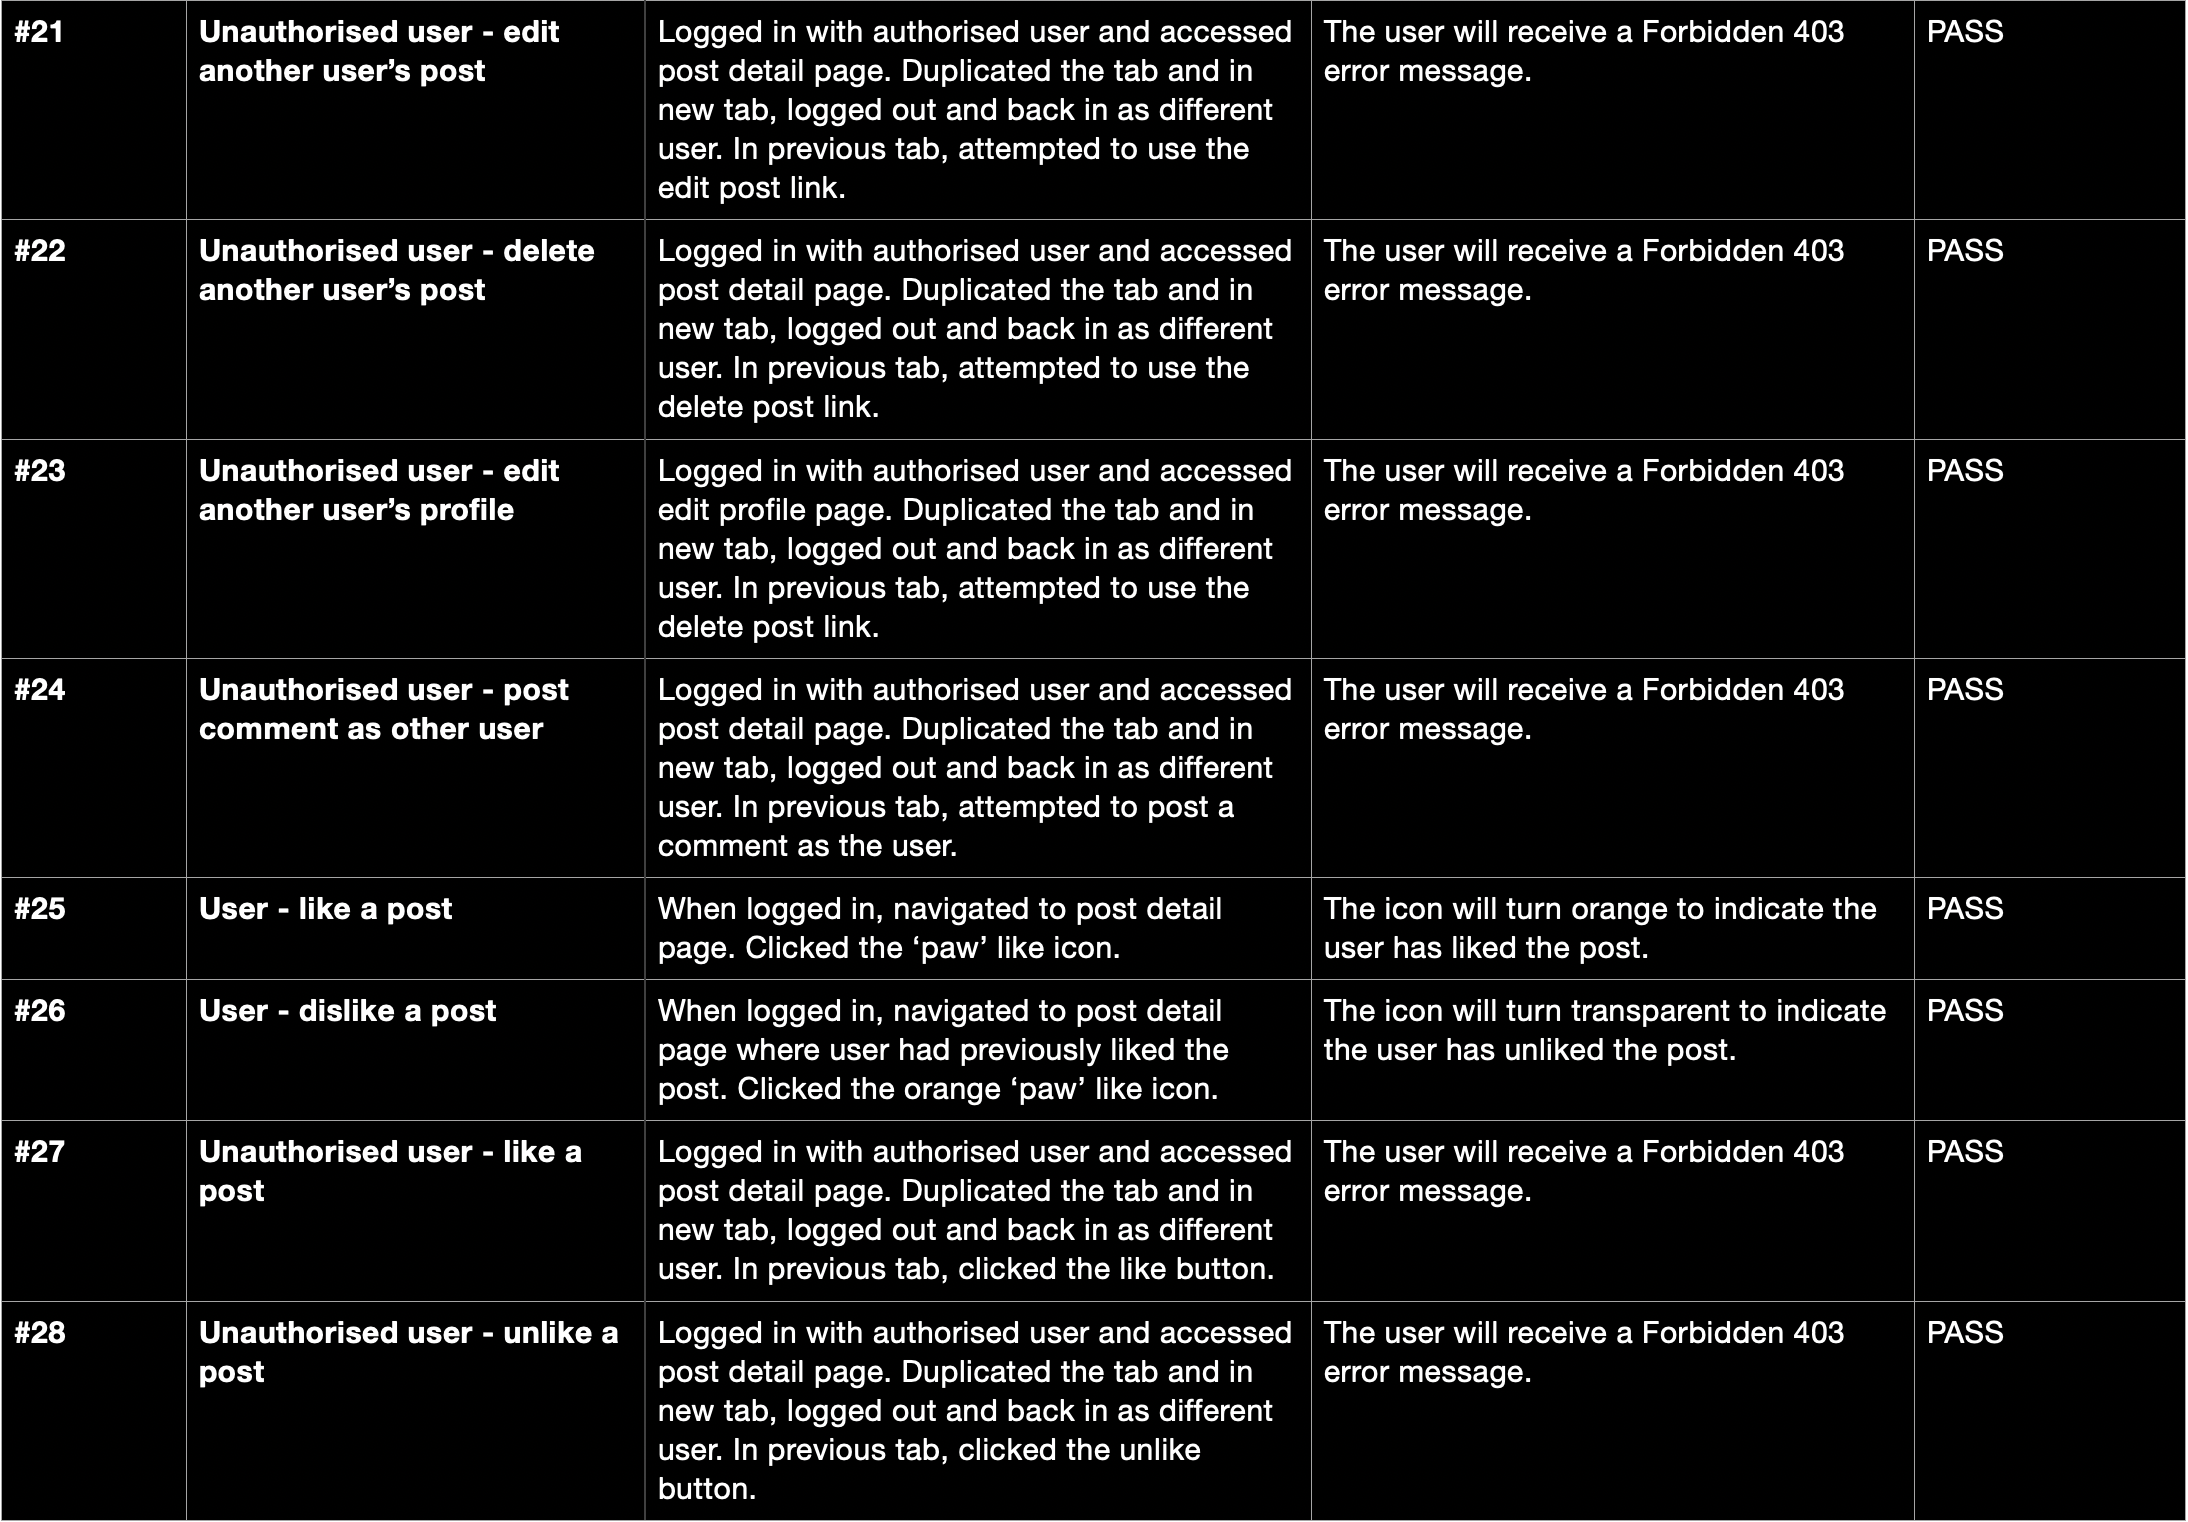 #21
Unauthorised user - edit
another user’s post
Logged in with authorised user and accessed
post detail page. Duplicated the tab and in
new tab, logged out and back in as different
user. In previous tab, attempted to use the
edit post link.
The user will receive a Forbidden 403
error message.
PASS
#22
Unauthorised user - delete
another user’s post
Logged in with authorised user and accessed
post detail page. Duplicated the tab and in
new tab, logged out and back in as different
user. In previous tab, attempted to use the
delete post link.
The user will receive a Forbidden 403
error message.
PASS
#23
Unauthorised user - edit
another user’s profile
Logged in with authorised user and accessed
edit profile page. Duplicated the tab and in
new tab, logged out and back in as different
user. In previous tab, attempted to use the
delete post link.
The user will receive a Forbidden 403
error message.
PASS
#24
Unauthorised user - post
comment as other user
Logged in with authorised user and accessed
post detail page. Duplicated the tab and in
new tab, logged out and back in as different
user. In previous tab, attempted to post a
comment as the user.
The user will receive a Forbidden 403
error message.
PASS
#25
User - like a post
When logged in, navigated to post detail
page. Clicked the ‘paw’ like icon.
The icon will turn orange to indicate the
user has liked the post.
PASS
#26
User - dislike a post
When logged in, navigated to post detail
page where user had previously liked the
post. Clicked the orange ‘paw’ like icon.
The icon will turn transparent to indicate
the user has unliked the post.
PASS
#27
Unauthorised user - like a
post
Logged in with authorised user and accessed
post detail page. Duplicated the tab and in
new tab, logged out and back in as different
user. In previous tab, clicked the like button.
The user will receive a Forbidden 403
error message.
PASS
#28
Unauthorised user - unlike a
post
Logged in with authorised user and accessed
post detail page. Duplicated the tab and in
new tab, logged out and back in as different
user. In previous tab, clicked the unlike
button.
The user will receive a Forbidden 403
error message.
PASS